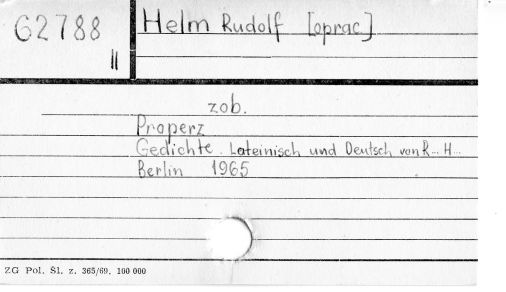 62788
II
Helm Rudolf [oprac]
zob.
Properz
Gedichte. Lateinisch und Deutsch von R... H...
Berlin 1965
ZG Pol. Śl. z. 365/69. 100 000